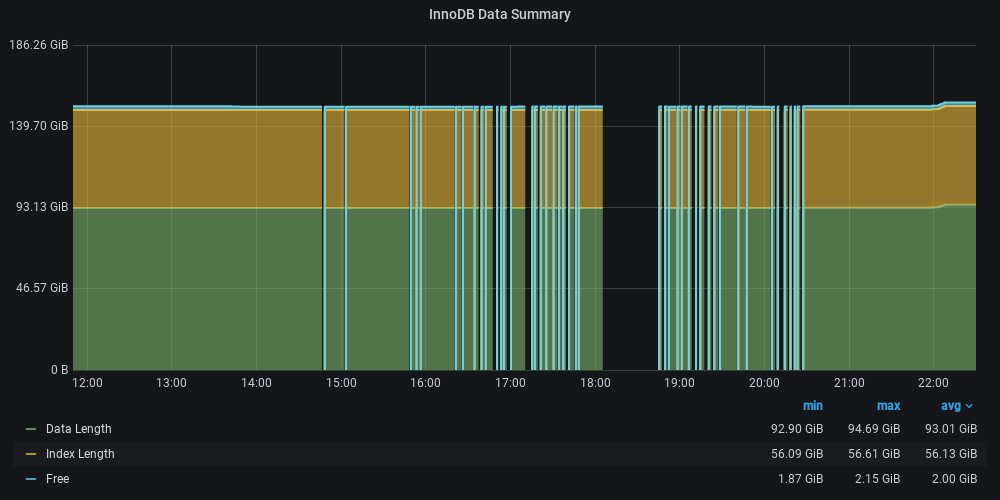 InnoDB Data Summary
186.26 GiB
139.70 GiB
93.13 GiB
46.57 GiB
0 B
12:00 13:00 14:00 15:00 16:00 17:00 18:00 19:00 20:00 21:00 22:00
min max avg
Data Length 92.90 GiB 94.69 GiB 93.01 GiB
Index Length 56.09 GiB 56.61 GiB 56.13 GiB
Free 1.87 GiB 2.15 GiB 2.00 GiB